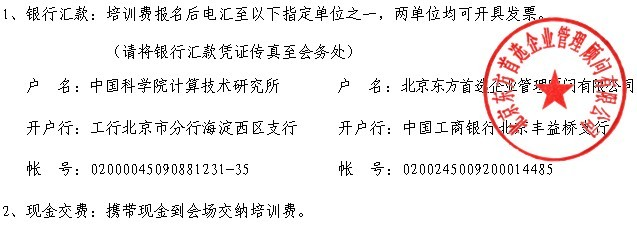 1、银行汇款：培训费报名后电汇至以下指定单位之一，两单位均可开具发票。
（请将银行汇款凭证传真至会务处）
户　名：中国科学院计算技术研究所　　户　名：北京东方首选企业管理顾问有限公司
开户行：工行北京市分行海淀西区支行　　开户行：中国工商银行北京丰益桥支行
帐　号：02000045090881231-35　　帐　号：0200245009200014485
2、现金交费：携带现金到会场交纳培训费。
北京东方首选企业管理顾问有限公司